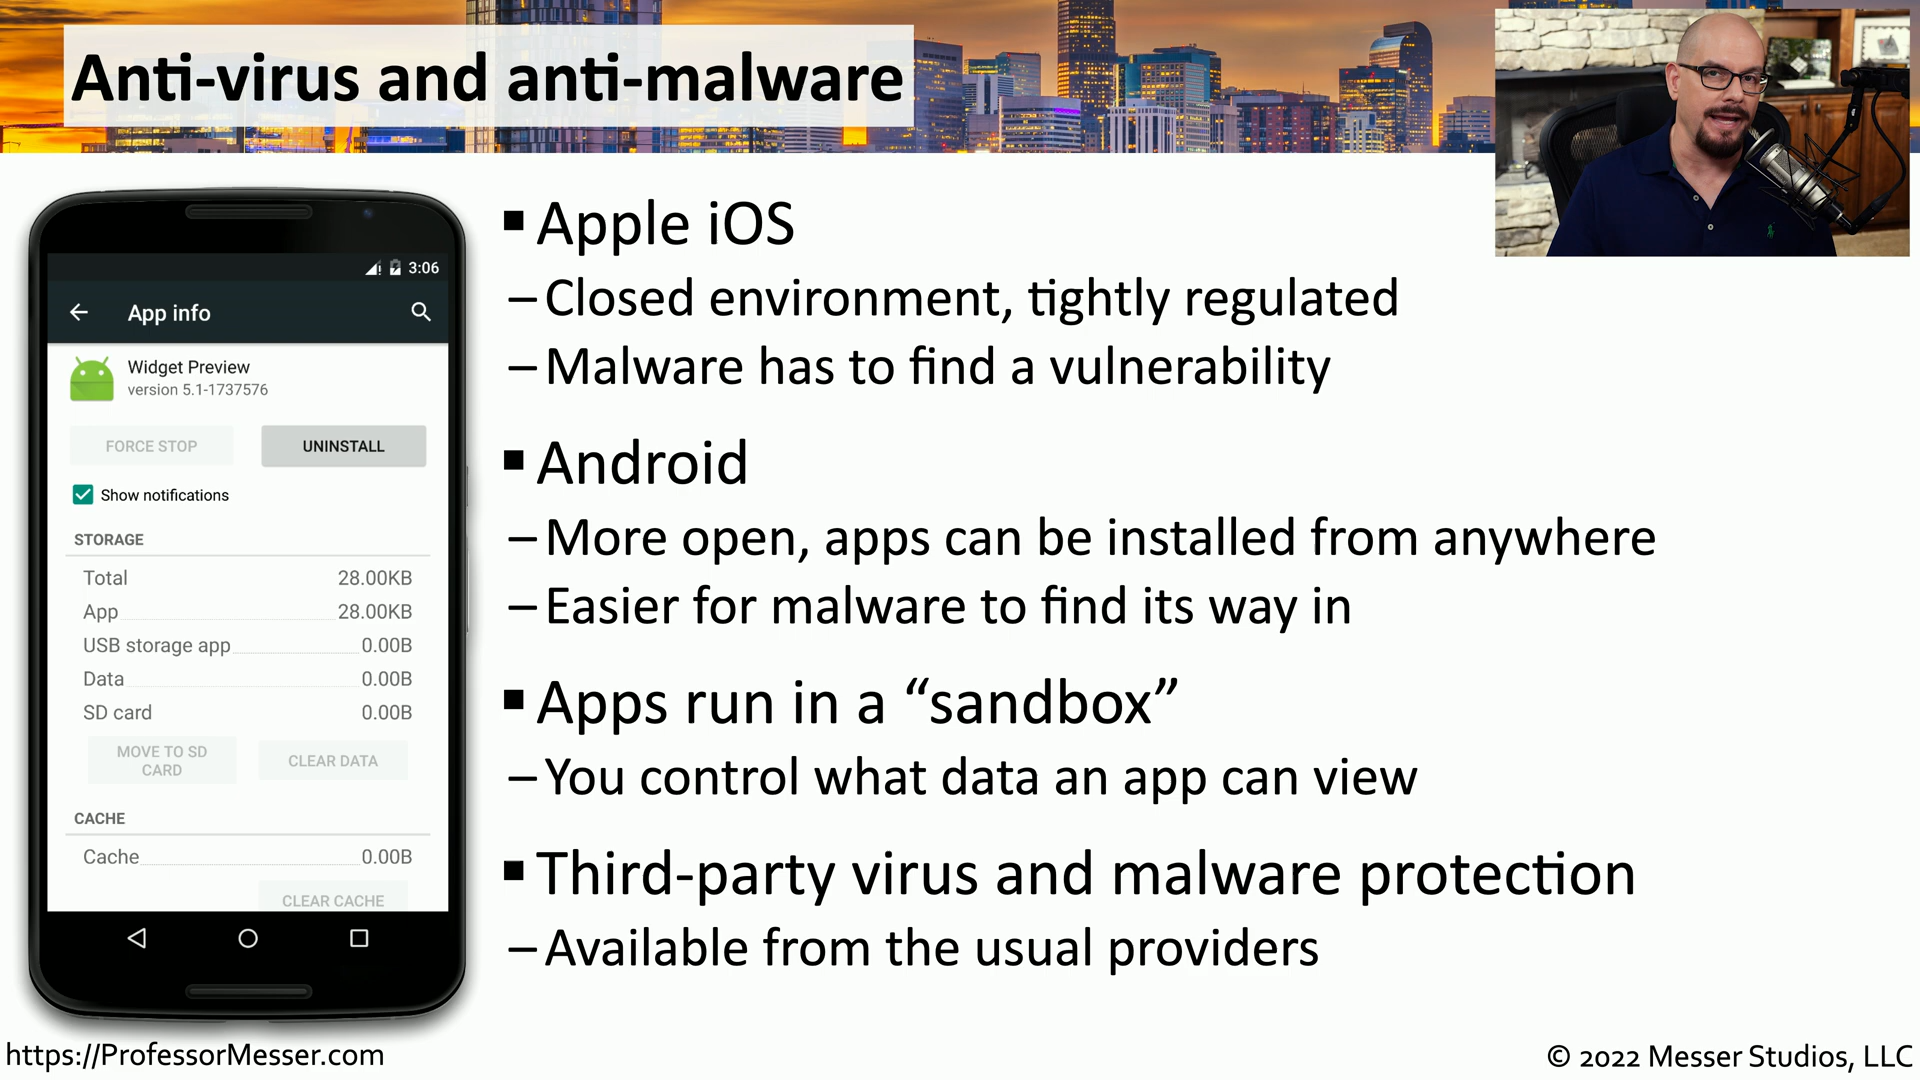 Anti-virus and anti-malware
3:06
App info
Widget Preview
version 5.1-1737576
FORCE STOP
UNINSTALL
Show notifications
STORAGE
Total 28.00KB
App 28.00KB
USB storage app 0.00B
Data 0.00B
SD card 0.00B
MOVE TO SD
CARD
CLEAR DATA
CACHE
Cache 0.00B
CLEAR CACHE
▪ Apple iOS
– Closed environment, tightly regulated
– Malware has to find a vulnerability
▪ Android
– More open, apps can be installed from anywhere
– Easier for malware to find its way in
▪ Apps run in a “sandbox”
– You control what data an app can view
▪ Third-party virus and malware protection
– Available from the usual providers
https://ProfessorMesser.com
© 2022 Messer Studios, LLC